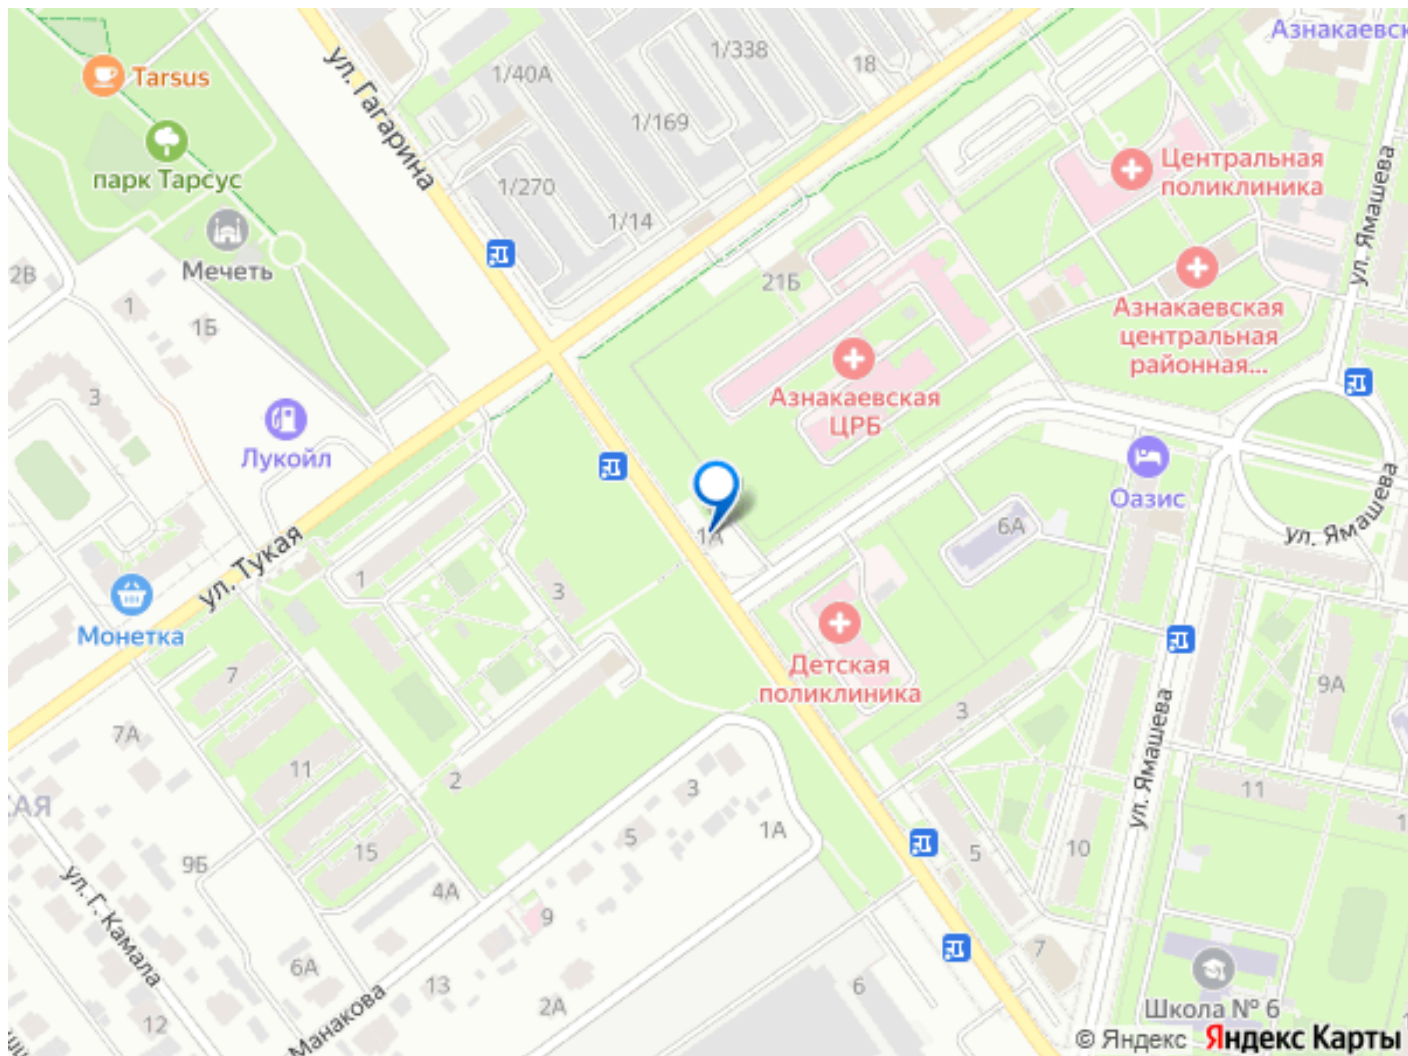 Азнакаевск
ул. Гагарина
1/338
18
1/40А
Tarsus
1/169
парк Тарсус
1/270
Центральная
поликлиника
ул. Ямашева
1/14
Мечеть
2В
1
1Б
21Б
Азнакаевская
центральная
районная...
Азнакаевская
ЦРБ
3
Лукойл
Оазис
ул. Ямашева
1А
6А
ул. Тукая
1
3
Монетка
Детская
поликлиника
7
3
9А
7А
11
2
3
5
1А
ул. Ямашева
11
1
КАЯ
15
9Б
4А
5
10
9
ул. Г. Камала
6А
13
2А
6
7
12
Манакова
Школа № 6
© Яндекс Яндекс Карты